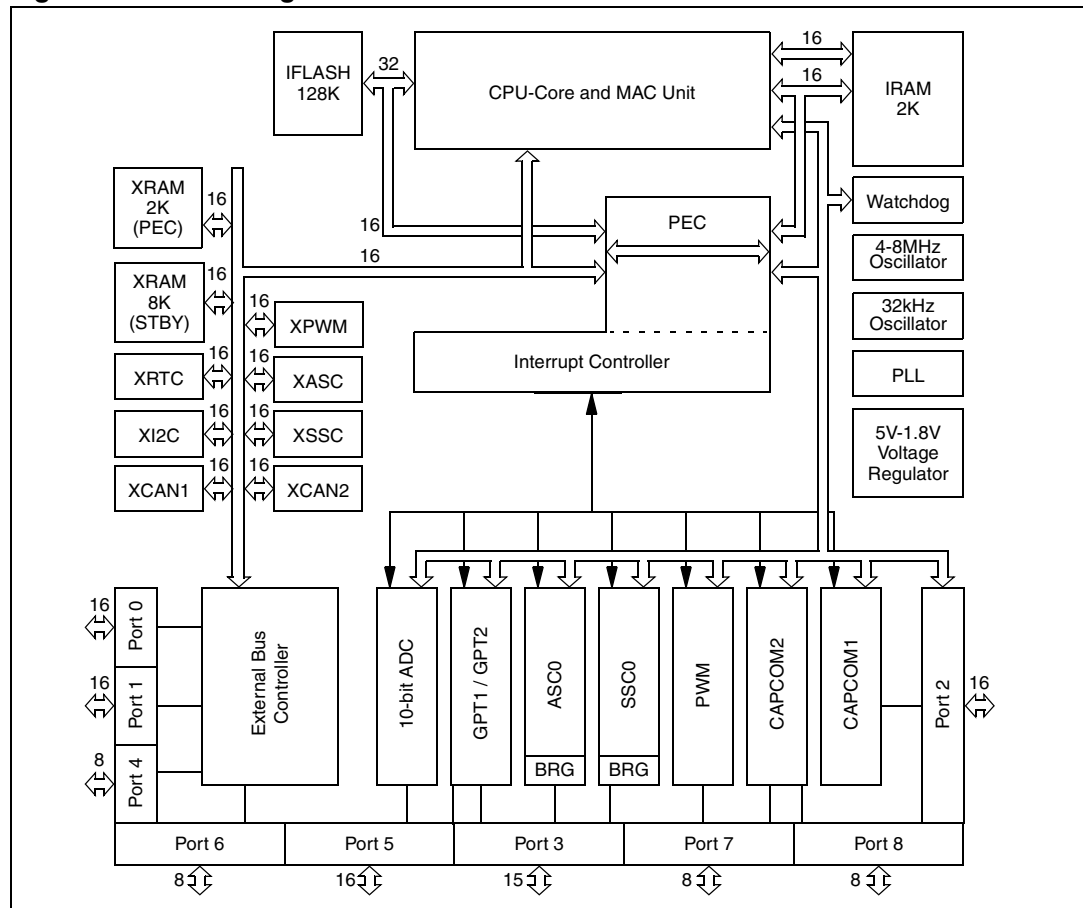 IFLASH
128K
32
CPU-Core and MAC Unit
16
16
IRAM
2K
XRAM
2K
(PEC)
16
16
PEC
Watchdog
16
4-8MHz
Oscillator
XRAM
8K
(STBY)
16
16
XPWM
32kHz
Oscillator
XRTC
16
16
XASC
Interrupt Controller
PLL
XI2C
16
16
XSSC
5V-1.8V
Voltage
Regulator
XCAN1
16
16
XCAN2
16
Port 0
16
Port 1
8
Port 4
External Bus
Controller
10-bit ADC
GPT1 / GPT2
ASC0
BRG
SSC0
BRG
PWM
CAPCOM2
CAPCOM1
Port 2
16
Port 6
Port 5
Port 3
Port 7
Port 8
8
16
15
8
8